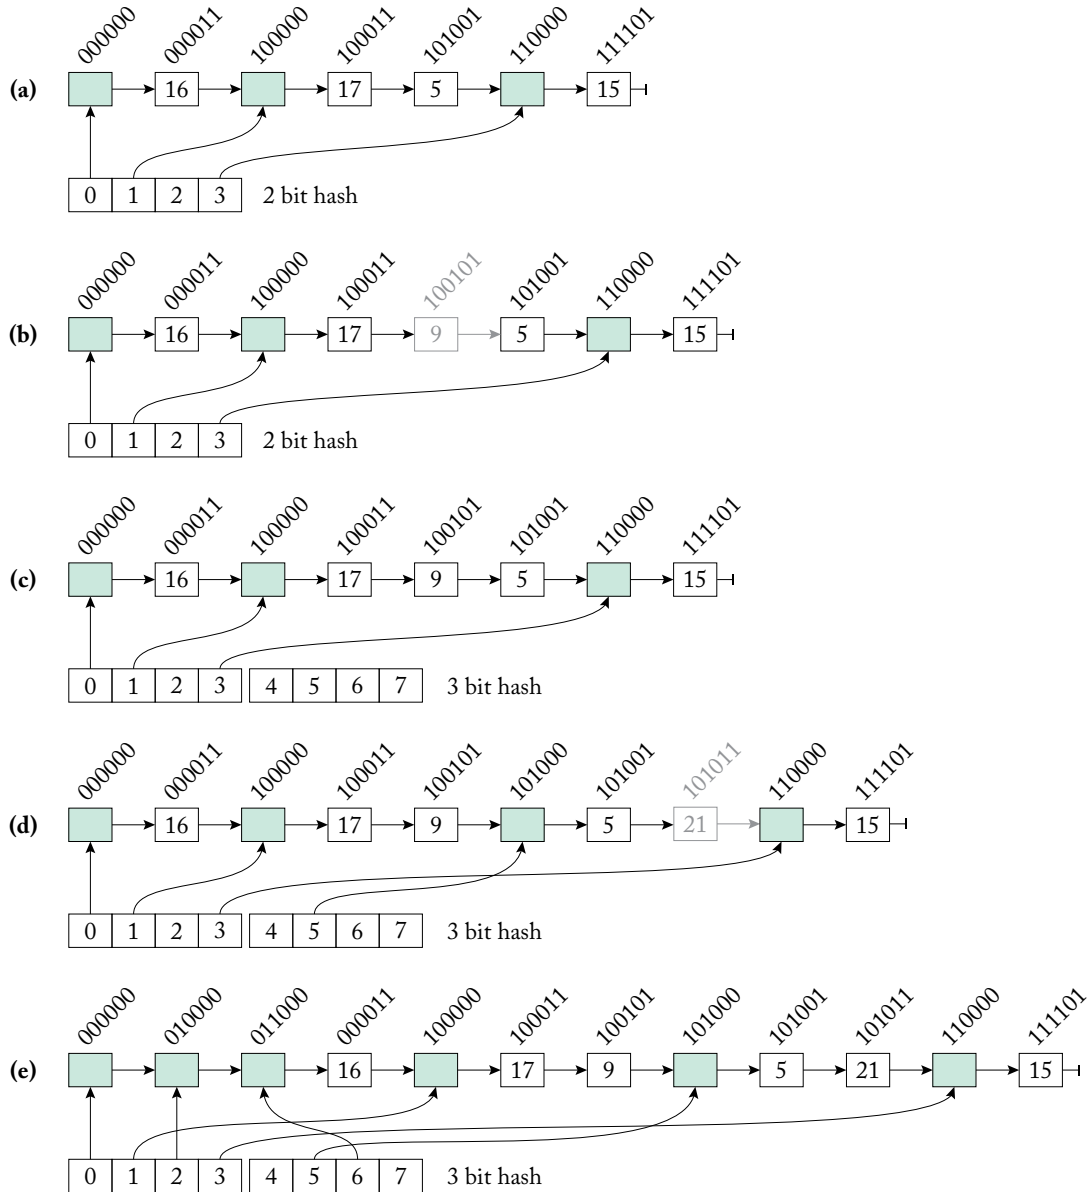 000000 000011 100000 100011 101001 110000 111101
(a) 16 17 5 15
0 1 2 3 2 bit hash
000000 000011 100000 100011 100101 101001 110000 111101
(b) 16 17 9 5 15
0 1 2 3 2 bit hash
000000 000011 100000 100011 100101 101001 110000 111101
(c) 16 17 9 5 15
0 1 2 3 4 5 6 7 3 bit hash
000000 000011 100000 100011 100101 101000 101001 101011 110000 111101
(d) 16 17 9 5 21 15
0 1 2 3 4 5 6 7 3 bit hash
000000 010000 011000 000011 100000 100011 100101 101000 101001 101011 110000 111101
(e) 16 17 9 5 21 15
0 1 2 3 4 5 6 7 3 bit hash